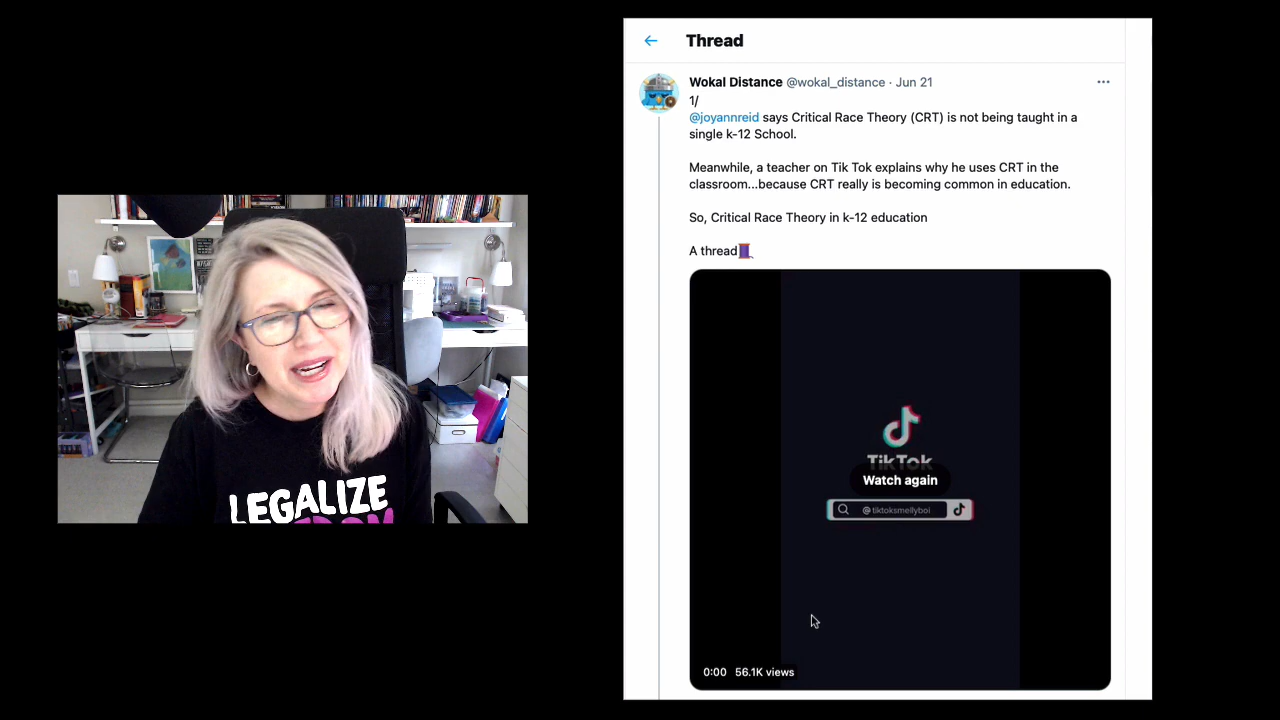 Thread
Wokal Distance @wokal_distance · Jun 21
1/
@joyannreid says Critical Race Theory (CRT) is not being taught in a
single k-12 School.
Meanwhile, a teacher on Tik Tok explains why he uses CRT in the
classroom...because CRT really is becoming common in education.
So, Critical Race Theory in k-12 education
A thread🧵
TikTok
Watch again
@tiktoksmellyboi
0:00 56.1K views
LEGALIZE